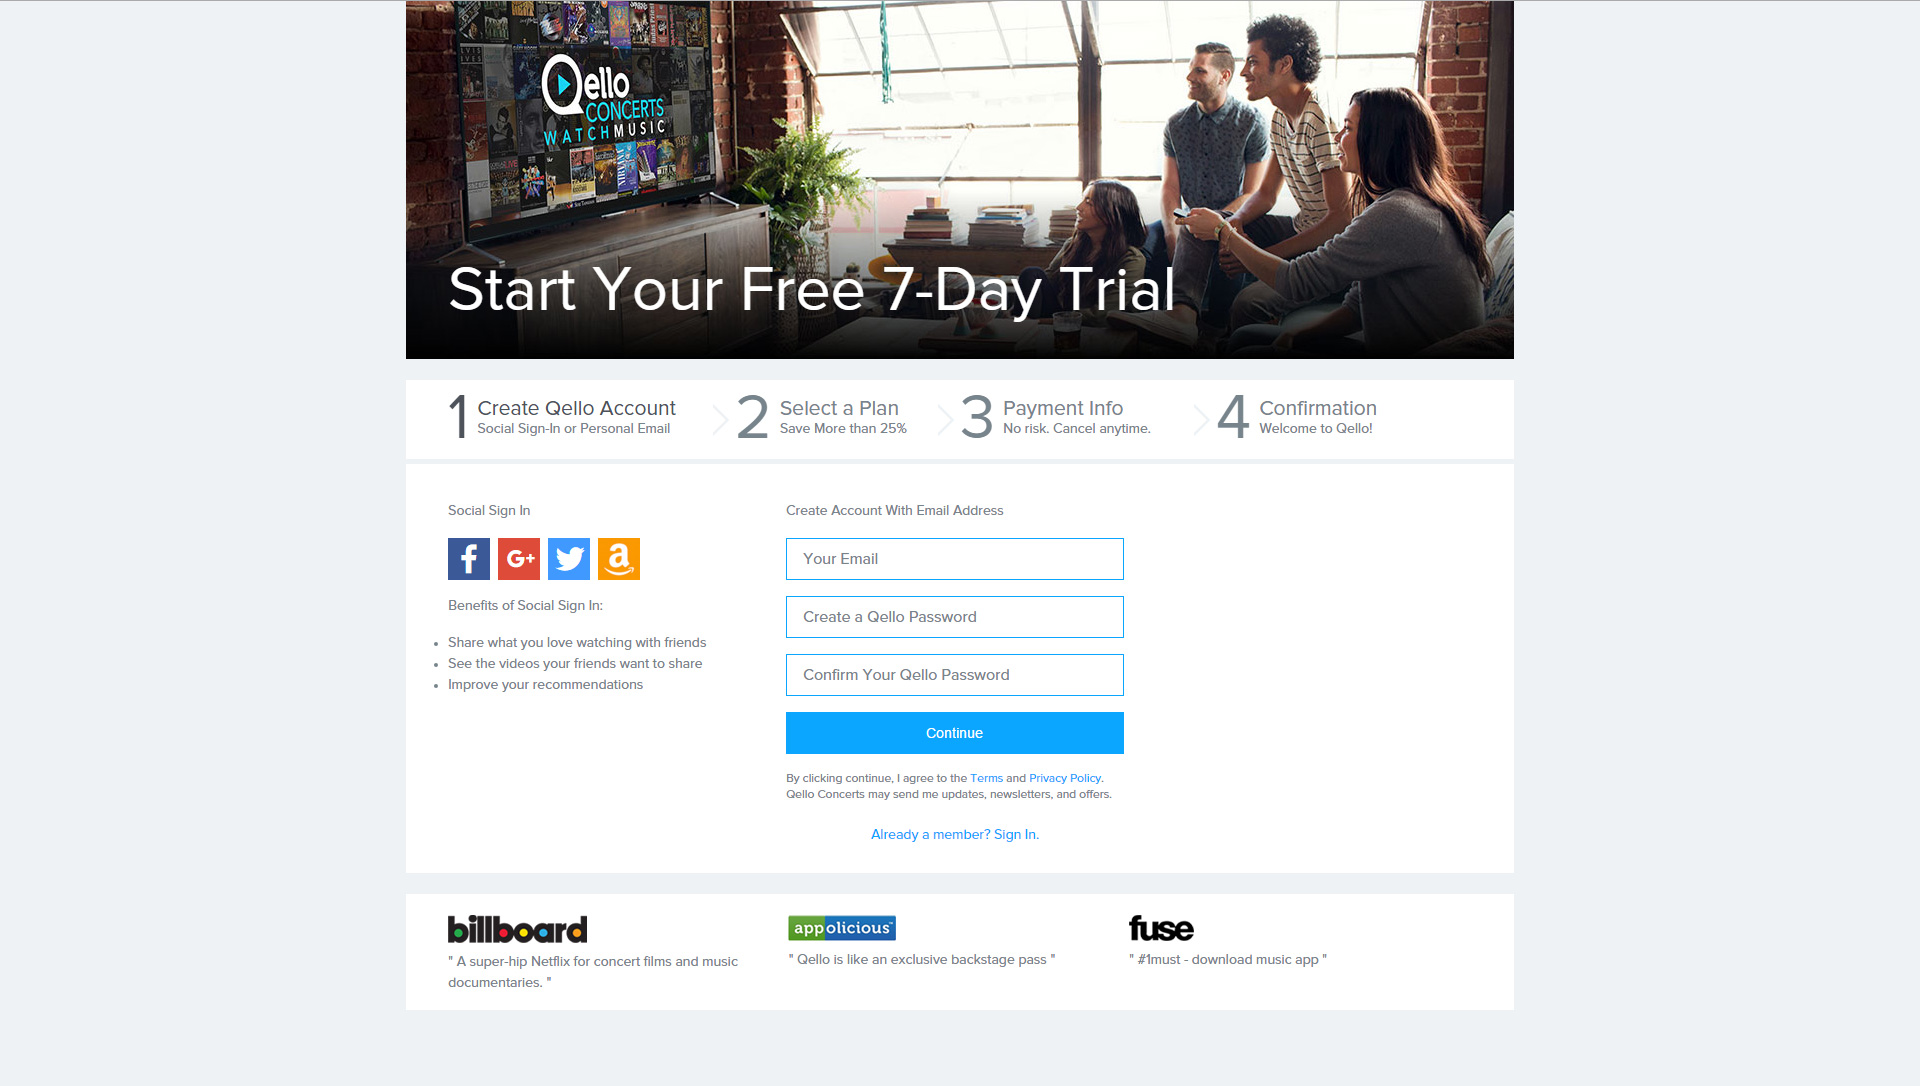 Qello
CONCERTS
WATCHMUSIC
Start Your Free 7-Day Trial
1 Create Qello Account
Social Sign-In or Personal Email
2 Select a Plan
Save More than 25%
3 Payment Info
No risk. Cancel anytime.
4 Confirmation
Welcome to Qello!
Social Sign In
f G+ a
Benefits of Social Sign In:
• Share what you love watching with friends
• See the videos your friends want to share
• Improve your recommendations
Create Account With Email Address
Your Email
Create a Qello Password
Confirm Your Qello Password
Continue
By clicking continue, I agree to the Terms and Privacy Policy.
Qello Concerts may send me updates, newsletters, and offers.
Already a member? Sign In.
billboard
" A super-hip Netflix for concert films and music
documentaries. "
appolicious™
" Qello is like an exclusive backstage pass "
fuse
" #1must - download music app "